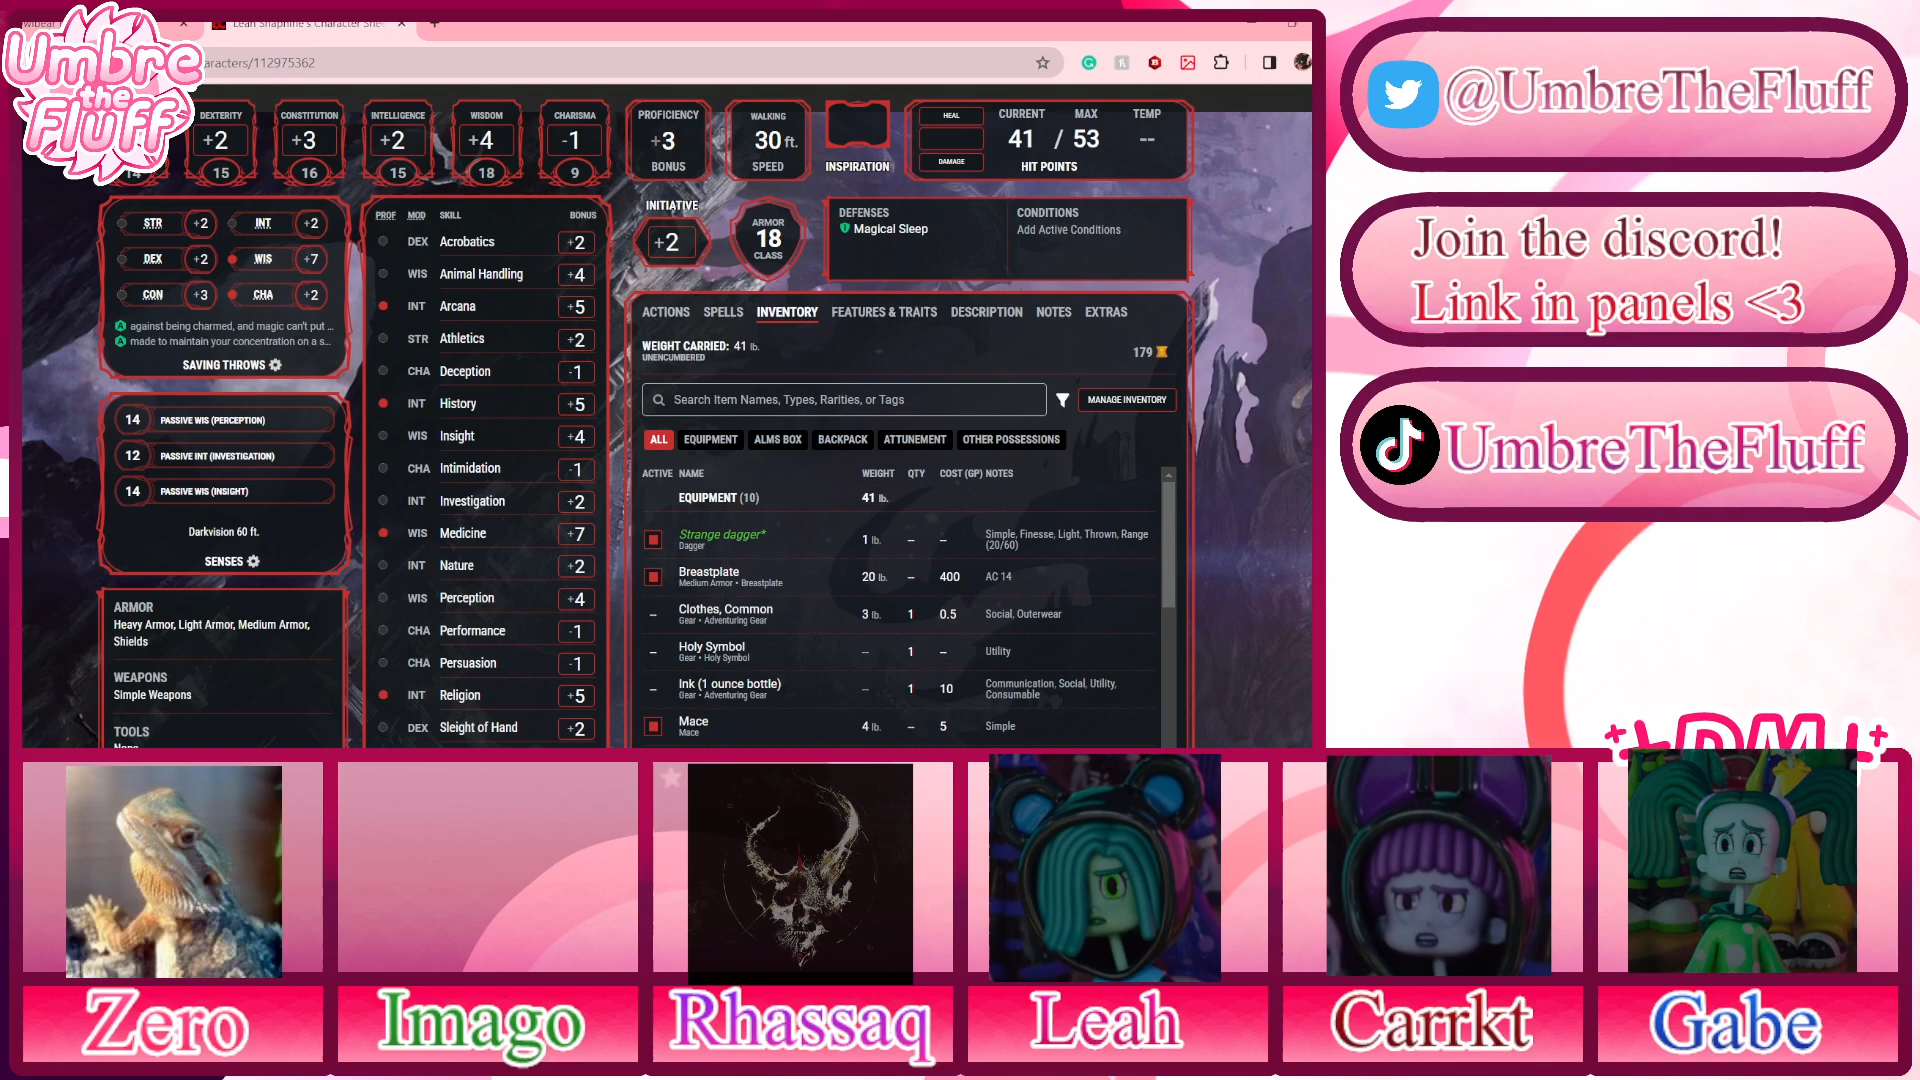 Umbre
the
Fluff
Leah Shaphine's Character She
aracters/112975362
DEXTERITY
+2
15
CONSTITUTION
+3
16
INTELLIGENCE
+2
15
WISDOM
+4
18
CHARISMA
-1
9
14
PROFICIENCY
+3
BONUS
WALKING
30 ft.
SPEED
INSPIRATION
HEAL
DAMAGE
CURRENT
MAX
TEMP
41 / 53
--
HIT POINTS
STR +2
INT +2
DEX +2
WIS +7
CON +3
CHA +2
against being charmed, and magic can't put ...
made to maintain your concentration on a s...
SAVING THROWS
14 PASSIVE WIS (PERCEPTION)
12 PASSIVE INT (INVESTIGATION)
14 PASSIVE WIS (INSIGHT)
Darkvision 60 ft.
SENSES
ARMOR
Heavy Armor, Light Armor, Medium Armor,
Shields
WEAPONS
Simple Weapons
TOOLS
None
PROF MOD SKILL BONUS
DEX Acrobatics +2
WIS Animal Handling +4
INT Arcana +5
STR Athletics +2
CHA Deception -1
INT History +5
WIS Insight +4
CHA Intimidation -1
INT Investigation +2
WIS Medicine +7
INT Nature +2
WIS Perception +4
CHA Performance -1
CHA Persuasion -1
INT Religion +5
DEX Sleight of Hand +2
INITIATIVE
+2
ARMOR
18
CLASS
DEFENSES
Magical Sleep
CONDITIONS
Add Active Conditions
ACTIONS SPELLS INVENTORY FEATURES & TRAITS DESCRIPTION NOTES EXTRAS
WEIGHT CARRIED: 41 lb.
UNENCUMBERED
179
Search Item Names, Types, Rarities, or Tags
MANAGE INVENTORY
ALL EQUIPMENT ALMS BOX BACKPACK ATTUNEMENT OTHER POSSESSIONS
ACTIVE NAME WEIGHT QTY COST (GP) NOTES
EQUIPMENT (10) 41 lb.
Strange dagger* 1 lb. -- -- Simple, Finesse, Light, Thrown, Range
Dagger (20/60)
Breastplate 20 lb. -- 400 AC 14
Medium Armor • Breastplate
-- Clothes, Common 3 lb. 1 0.5 Social, Outerwear
Gear • Adventuring Gear
-- Holy Symbol -- 1 -- Utility
Gear • Holy Symbol
-- Ink (1 ounce bottle) -- 1 10 Communication, Social, Utility,
Gear • Adventuring Gear Consumable
Mace 4 lb. -- 5 Simple
Mace
@UmbreTheFluff
Join the discord!
Link in panels <3
UmbreTheFluff
Zero
Imago
Rhassaq
Leah
Carrkt
Gabe